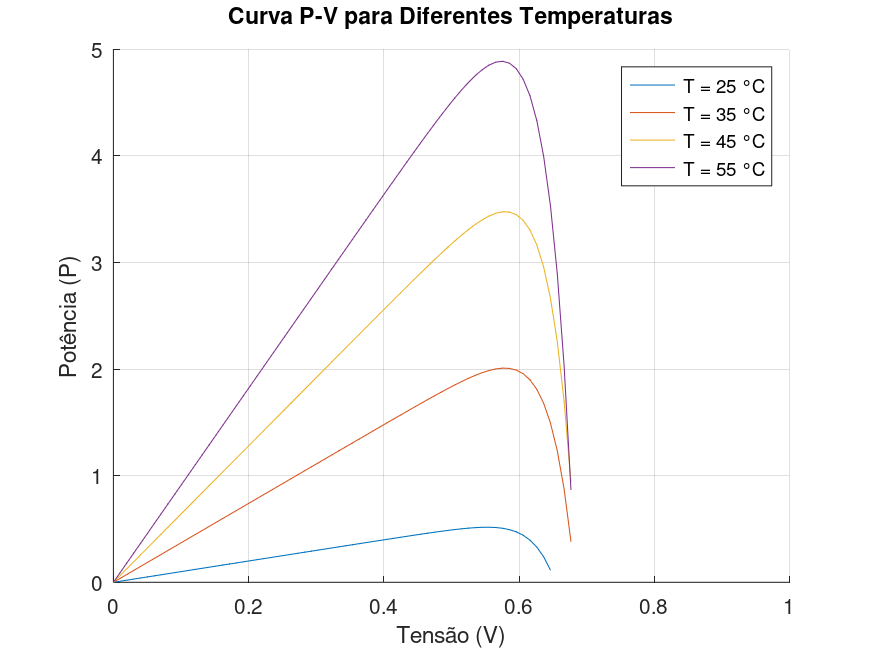 Curva P-V para Diferentes Temperaturas
5
4
3
2
1
0
Potência (P)
T = 25 °C
T = 35 °C
T = 45 °C
T = 55 °C
0 0.2 0.4 0.6 0.8 1
Tensão (V)